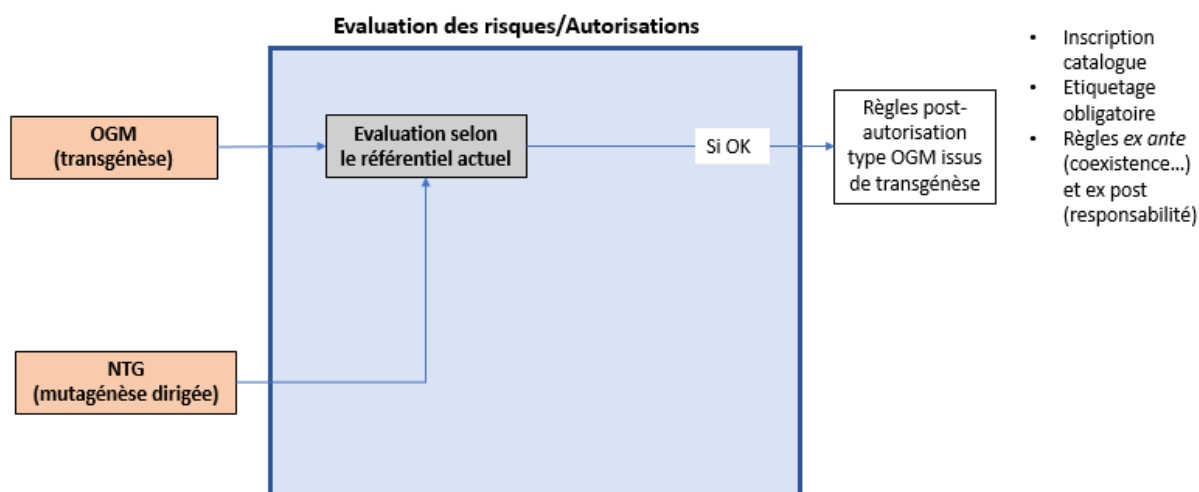 Evaluation des risques/Autorisations
OGM
(transgénèse)
Evaluation selon
le référentiel actuel
Si OK
Règles post-
autorisation
type OGM issus
de transgénèse
• Inscription
catalogue
• Etiquetage
obligatoire
• Règles ex ante
(coexistence...)
et ex post
(responsabilité)
NTG
(mutagénèse dirigée)